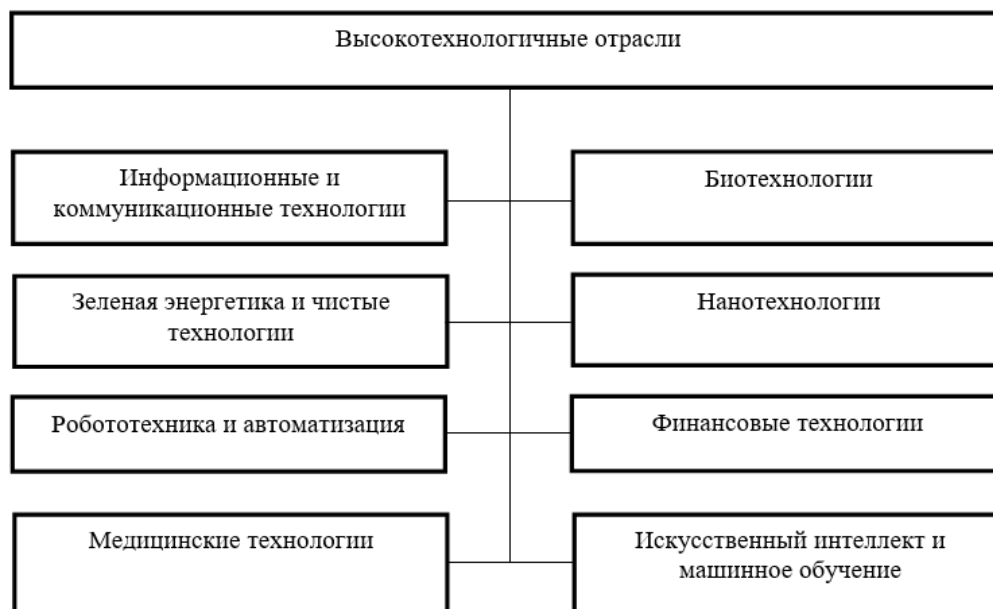 Высокотехнологичные отрасли
Информационные и
коммуникационные технологии
Биотехнологии
Зеленая энергетика и чистые
технологии
Нанотехнологии
Робототехника и автоматизация
Финансовые технологии
Медицинские технологии
Искусственный интеллект и
машинное обучение